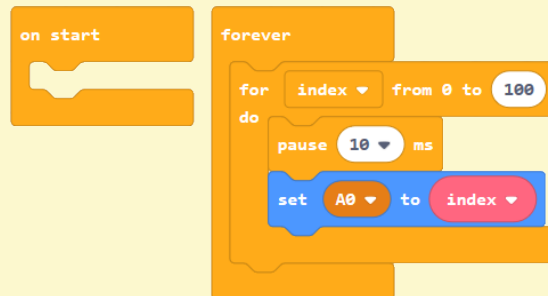 on start
forever
for index from 0 to 100
do
pause 10 ms
set A0 to index